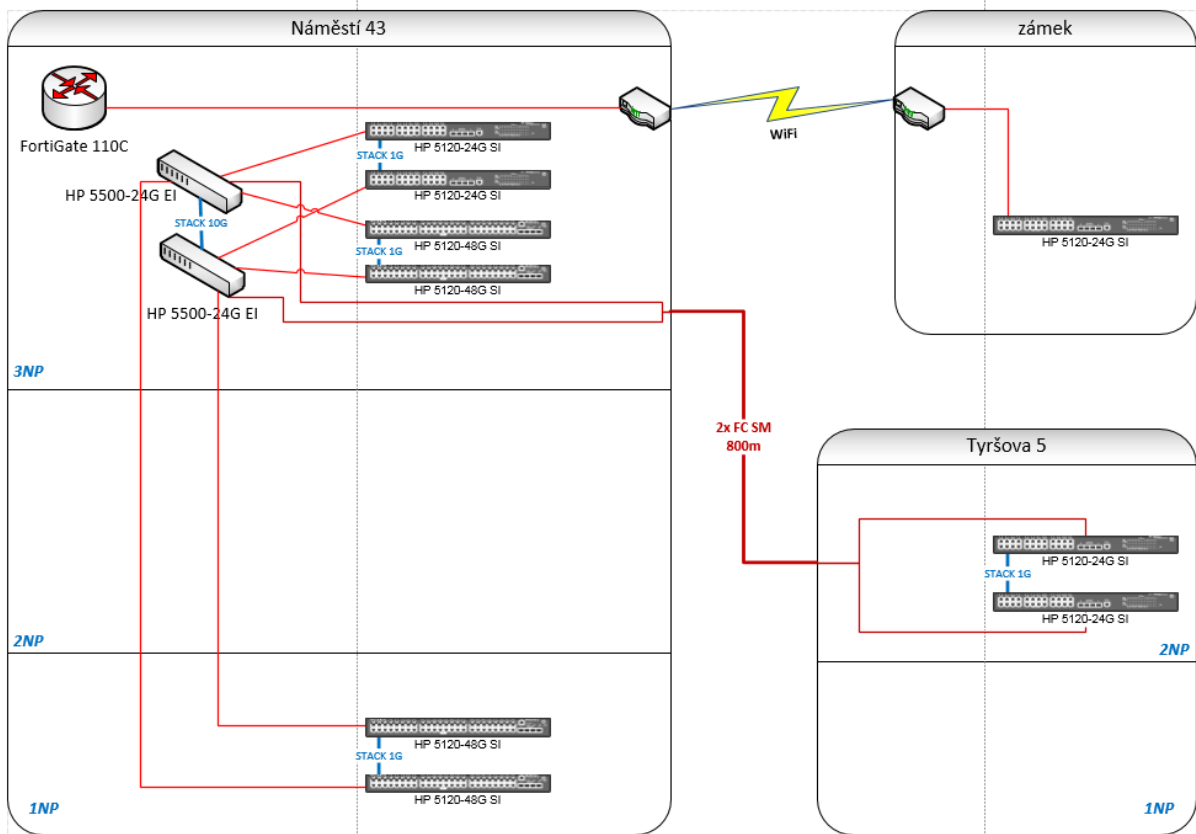 Náměstí 43
zámek
FortiGate 110C
WiFi
HP 5120-24G SI
STACK 1G
HP 5120-24G SI
HP 5500-24G EI
STACK 10G
HP 5120-48G SI
STACK 1G
HP 5120-48G SI
HP 5500-24G EI
HP 5120-24G SI
3NP
2x FC SM
800m
Tyršova 5
HP 5120-24G SI
STACK 1G
HP 5120-24G SI
2NP
2NP
HP 5120-48G SI
STACK 1G
HP 5120-48G SI
1NP
1NP